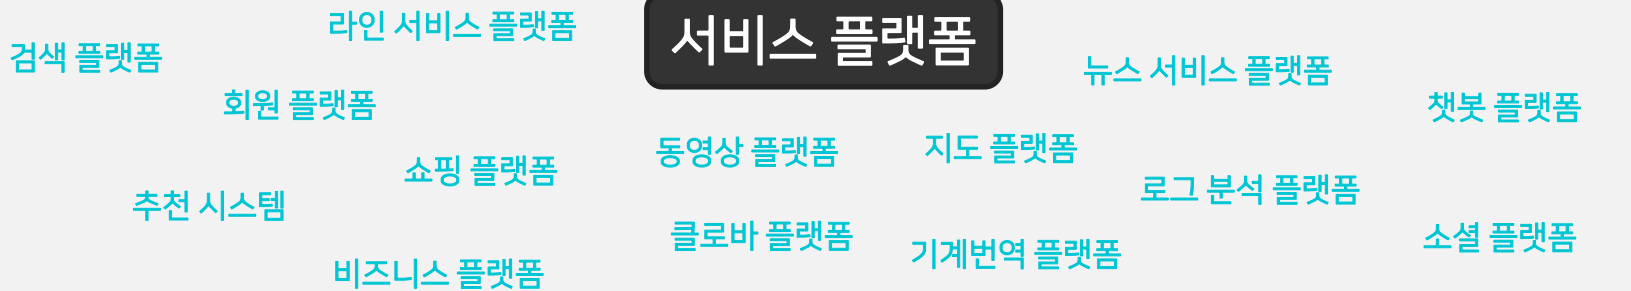 서비스 플랫폼
라인 서비스 플랫폼
검색 플랫폼
뉴스 서비스 플랫폼
회원 플랫폼
챗봇 플랫폼
동영상 플랫폼
지도 플랫폼
쇼핑 플랫폼
로그 분석 플랫폼
추천 시스템
클로바 플랫폼
소셜 플랫폼
기계번역 플랫폼
비즈니스 플랫폼